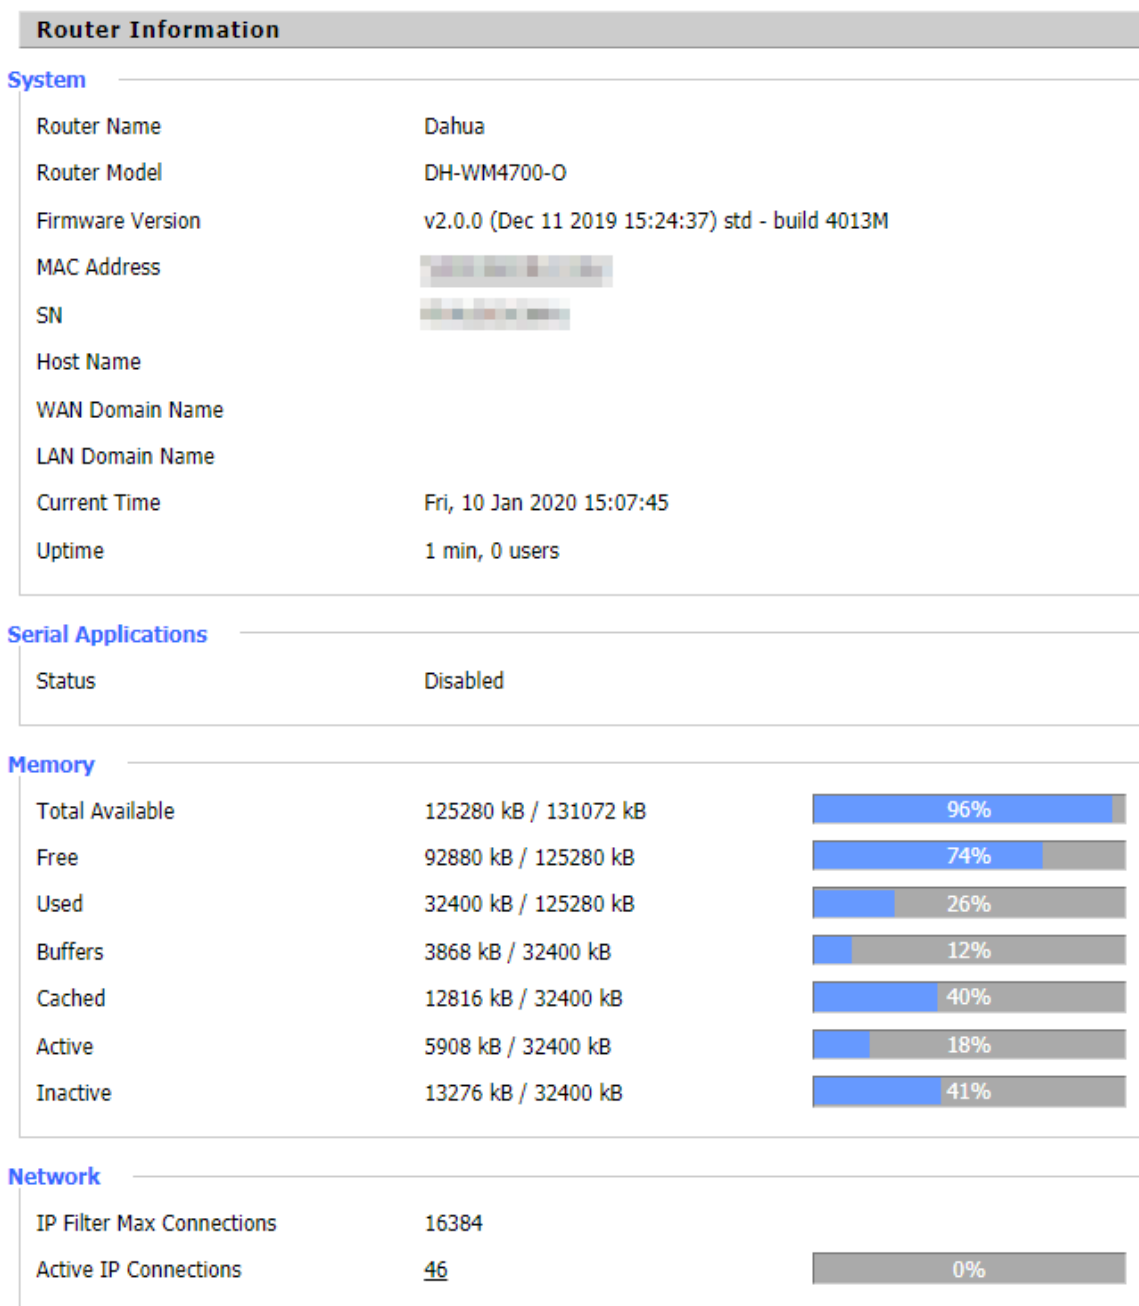 Router Information
System
Router Name Dahua
Router Model DH-WM4700-O
Firmware Version v2.0.0 (Dec 11 2019 15:24:37) std - build 4013M
MAC Address
SN
Host Name
WAN Domain Name
LAN Domain Name
Current Time Fri, 10 Jan 2020 15:07:45
Uptime 1 min, 0 users
Serial Applications
Status Disabled
Memory
Total Available 125280 kB / 131072 kB 96%
Free 92880 kB / 125280 kB 74%
Used 32400 kB / 125280 kB 26%
Buffers 3868 kB / 32400 kB 12%
Cached 12816 kB / 32400 kB 40%
Active 5908 kB / 32400 kB 18%
Inactive 13276 kB / 32400 kB 41%
Network
IP Filter Max Connections 16384
Active IP Connections 46 0%